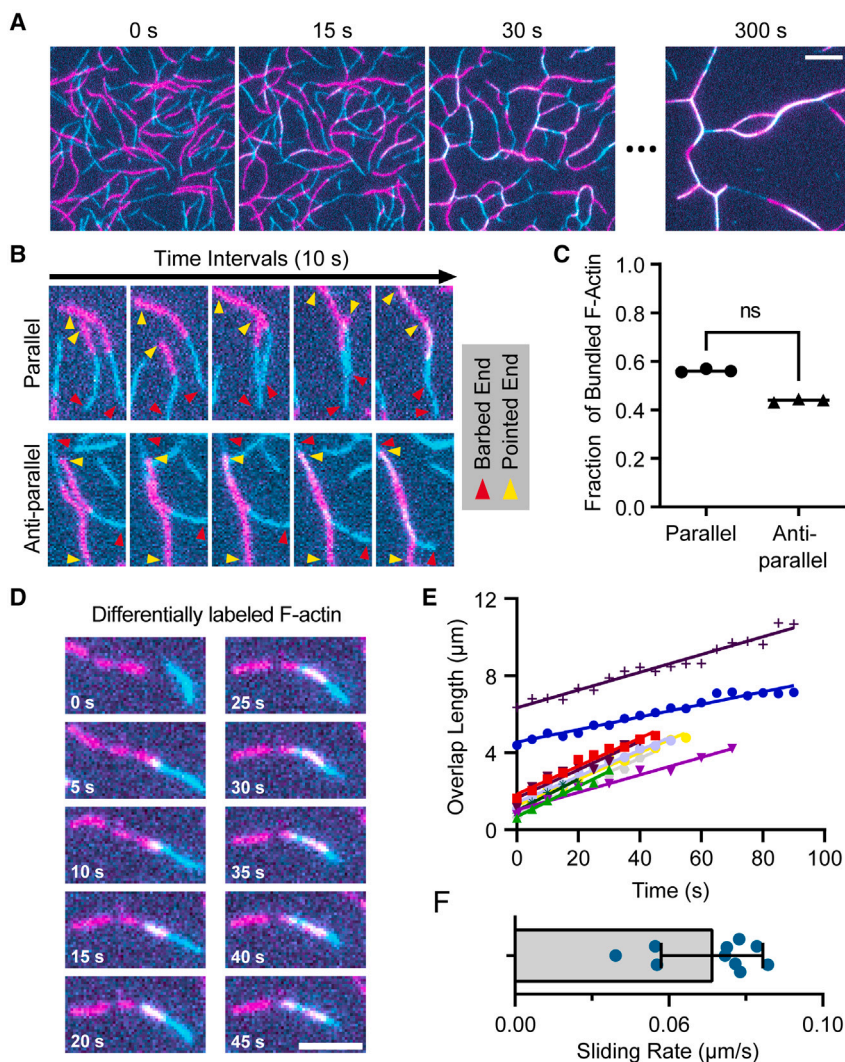 A
0 s
15 s
30 s
300 s
B
Time Intervals (10 s)
Parallel
Anti-parallel
Barbed End
Pointed End
C
Fraction of Bundled F-Actin
1.0
0.8
0.6
0.4
0.2
0.0
ns
Parallel
Anti-
parallel
D
Differentially labeled F-actin
0 s
25 s
5 s
30 s
10 s
35 s
15 s
40 s
20 s
45 s
E
Overlap Length (µm)
12
8
4
0
0
20
40
60
80
100
Time (s)
F
0.00
0.06
0.10
Sliding Rate (µm/s)